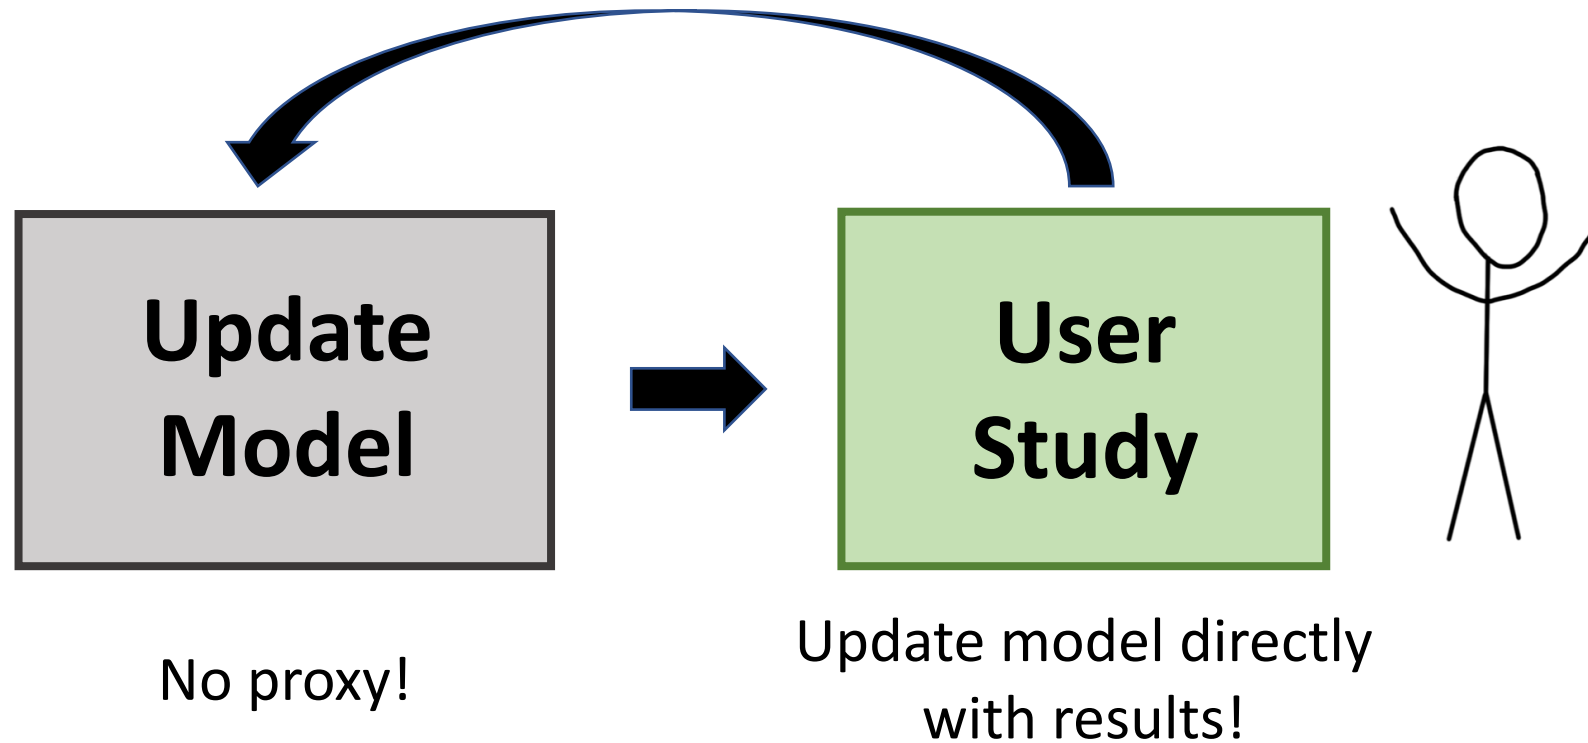 Update
Model
User
Study
No proxy!
Update model directly
with results!